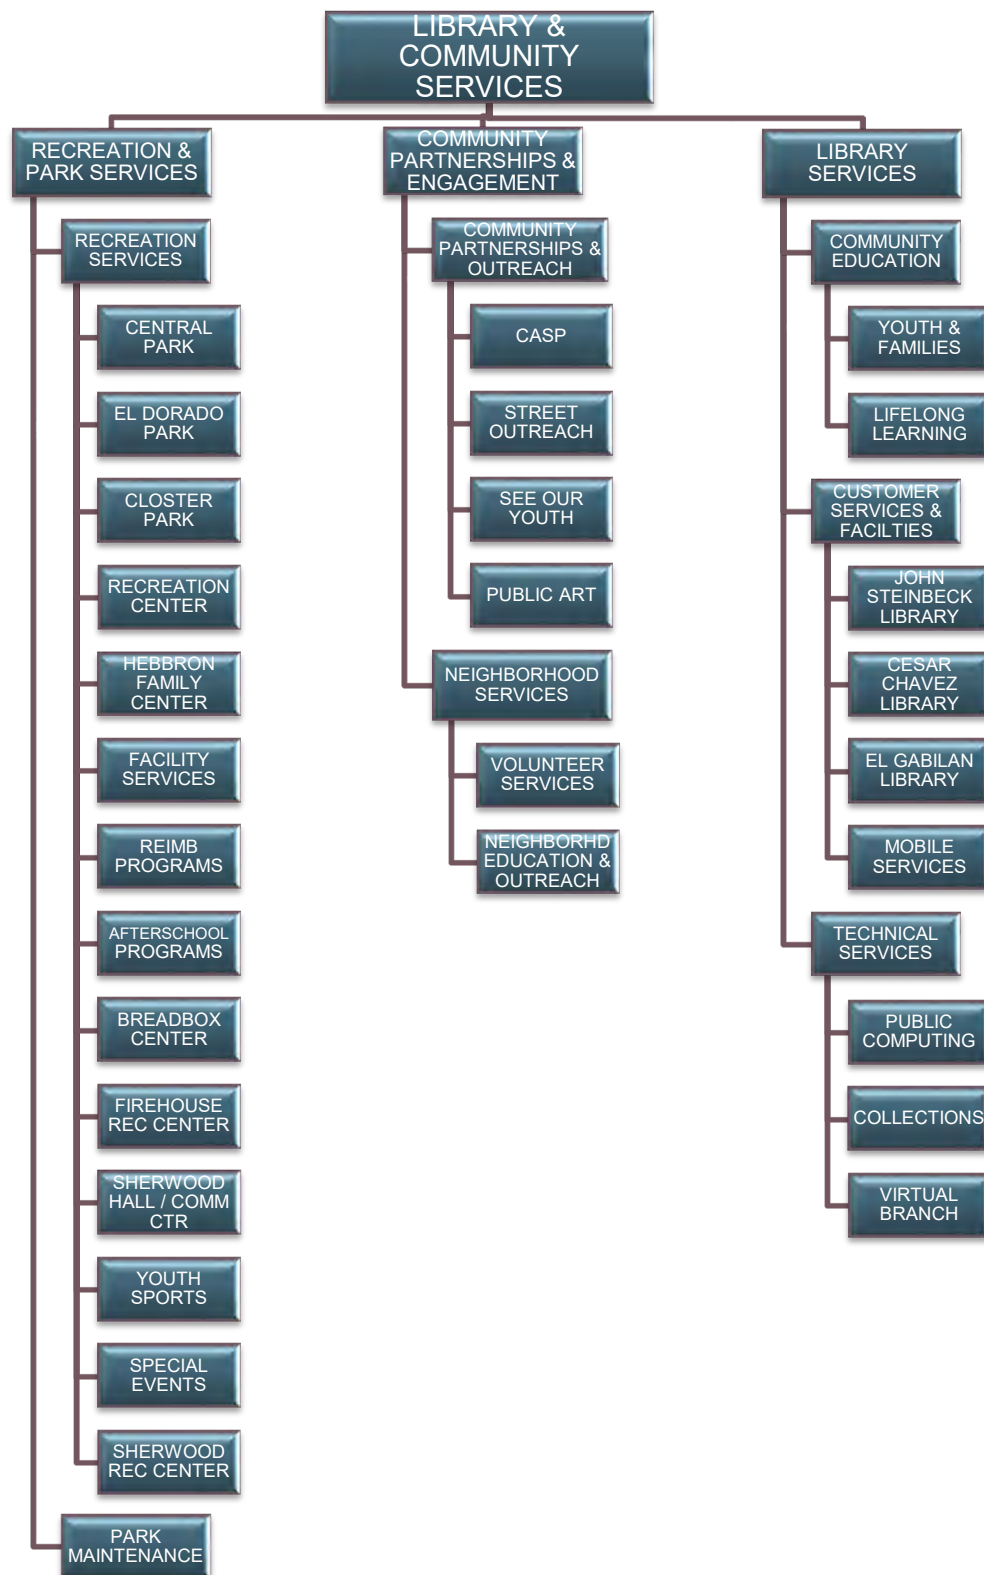 LIBRARY &
COMMUNITY
SERVICES
RECREATION &
PARK SERVICES
RECREATION
SERVICES
CENTRAL
PARK
EL DORADO
PARK
CLOSTER
PARK
RECREATION
CENTER
HEBBRON
FAMILY
CENTER
FACILITY
SERVICES
REIMB
PROGRAMS
AFTERSCHOOL
PROGRAMS
BREADBOX
CENTER
FIREHOUSE
REC CENTER
SHERWOOD
HALL / COMM
CTR
YOUTH
SPORTS
SPECIAL
EVENTS
SHERWOOD
REC CENTER
PARK
MAINTENANCE
COMMUNITY
PARTNERSHIPS &
ENGAGEMENT
COMMUNITY
PARTNERSHIPS &
OUTREACH
CASP
STREET
OUTREACH
SEE OUR
YOUTH
PUBLIC ART
NEIGHBORHOOD
SERVICES
VOLUNTEER
SERVICES
NEIGHBORHD
EDUCATION &
OUTREACH
LIBRARY
SERVICES
COMMUNITY
EDUCATION
YOUTH &
FAMILIES
LIFELONG
LEARNING
CUSTOMER
SERVICES &
FACILTIES
JOHN
STEINBECK
LIBRARY
CESAR
CHAVEZ
LIBRARY
EL GABILAN
LIBRARY
MOBILE
SERVICES
TECHNICAL
SERVICES
PUBLIC
COMPUTING
COLLECTIONS
VIRTUAL
BRANCH